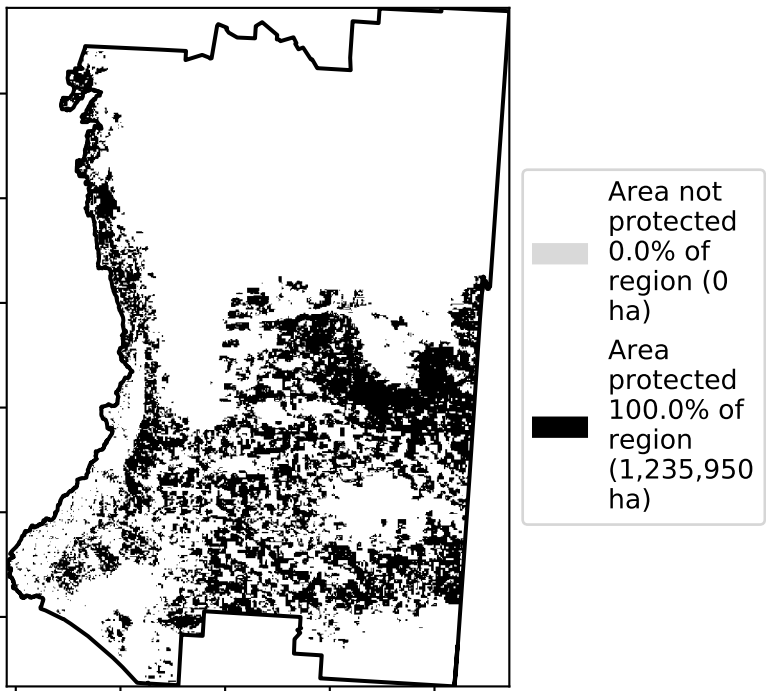 Area not
protected
0.0% of
region (0
ha)
Area
protected
100.0% of
region
(1,235,950
ha)